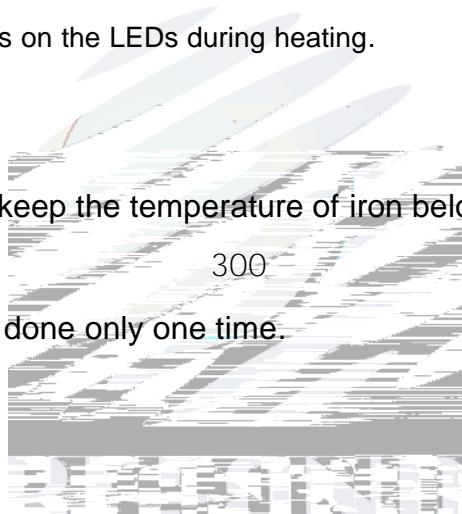 s on the LEDs during heating.
keep the temperature of iron belo
300
done only one time.